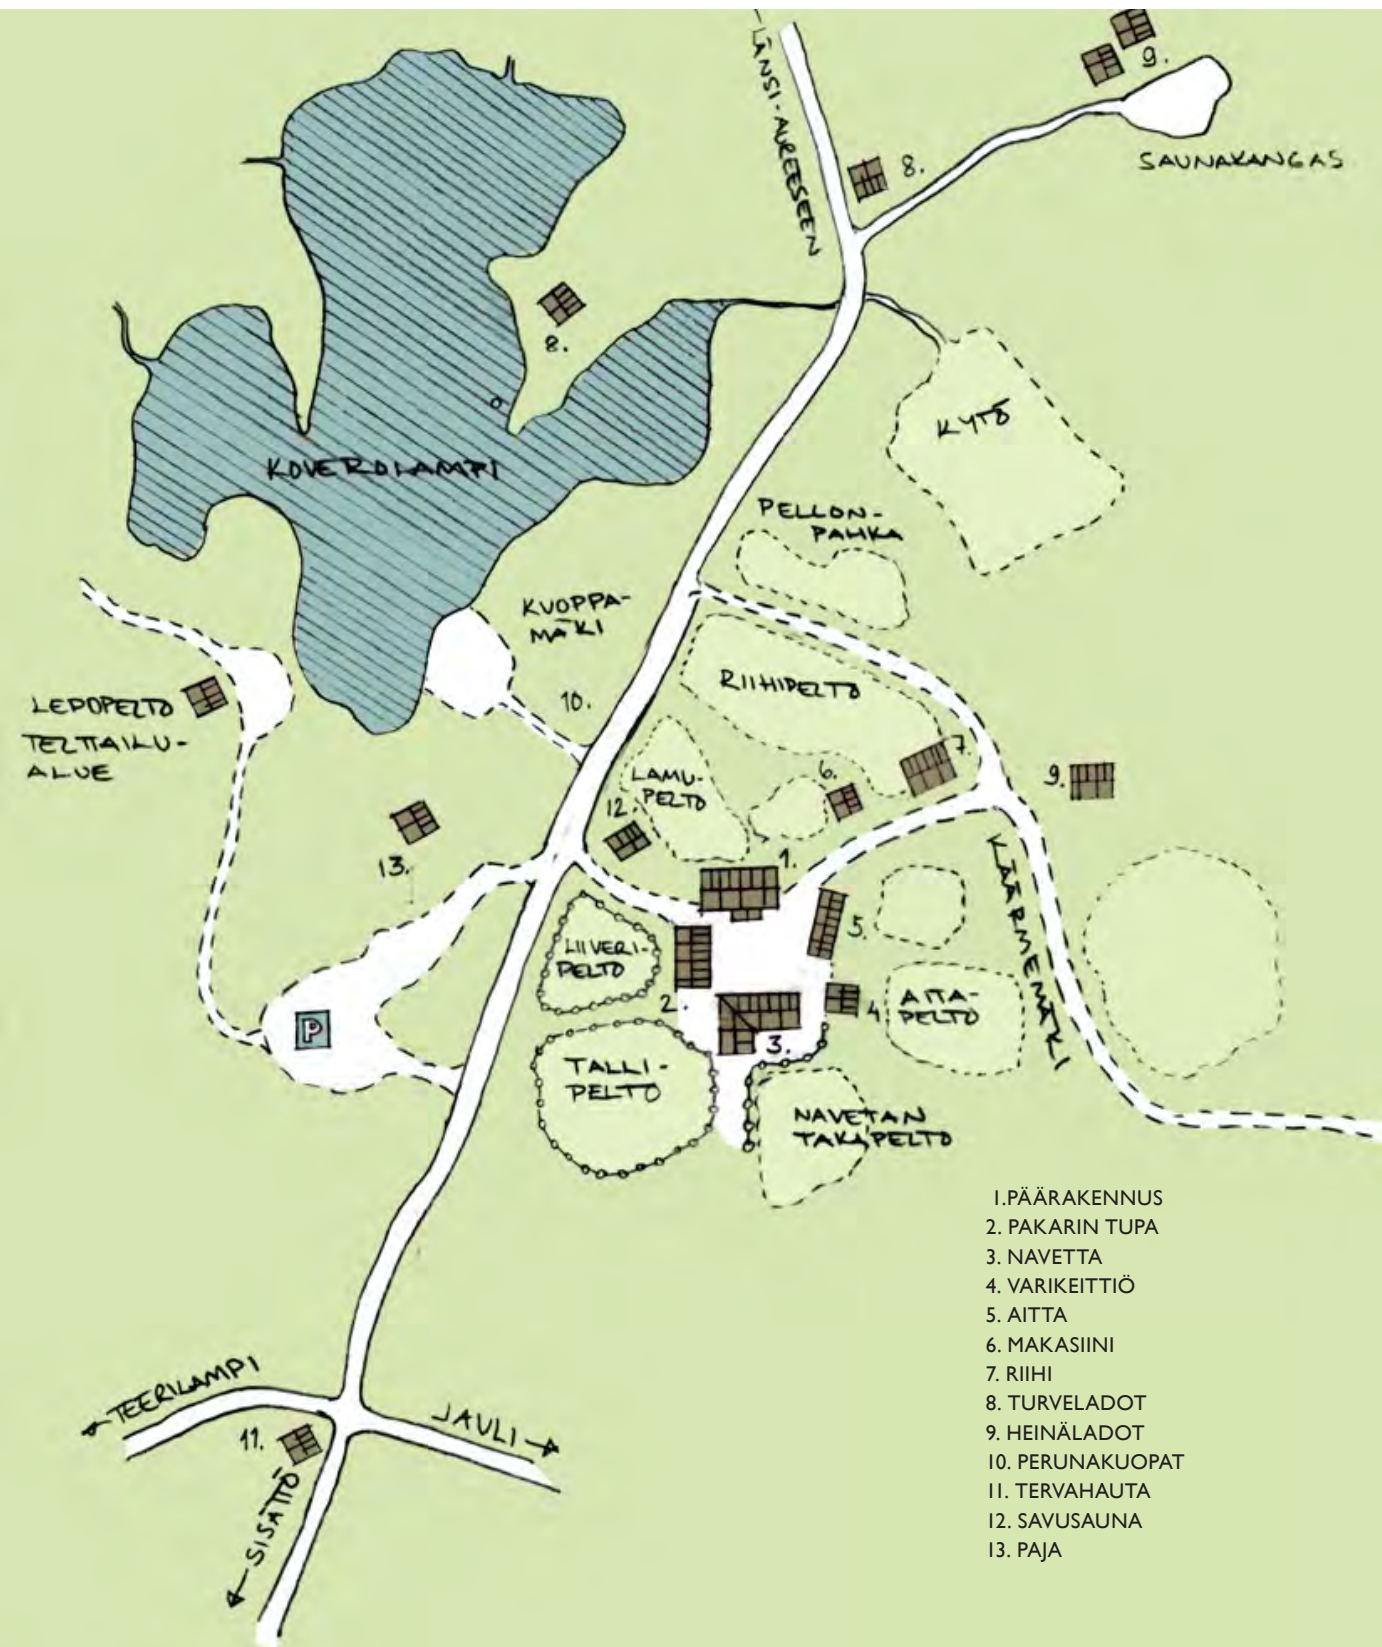 LÄNSI-AUREESEEN
9.
SAUNAKANGAS
8.
8.
KOVEROLAMPI
KYTÖ
PELLON-
PAHKA
KUOPPA-
MÄKI
10.
RIIHIPELTO
LEPOPELTO
TELTTAILU-
ALUE
LAMU-
PELTO
12.
6.
7.
9.
13.
1.
KÄÄRMEMÄKI
5.
LIIVERI-
PELTO
2.
P
3.
4
AITA-
PELTO
TALLI-
PELTO
NAVETAN
TAKAPELTO
TEERILAMPI
JAULI
11.
SISÄTTÖ
1.PÄÄRAKENNUS
2. PAKARIN TUPA
3. NAVETTA
4. VARIKEITTIÖ
5. AITTA
6. MAKASIINI
7. RIIHI
8. TURVELADOT
9. HEINÄLADOT
10. PERUNAKUOPAT
11. TERVAHAUTA
12. SAVUSAUNA
13. PAJA